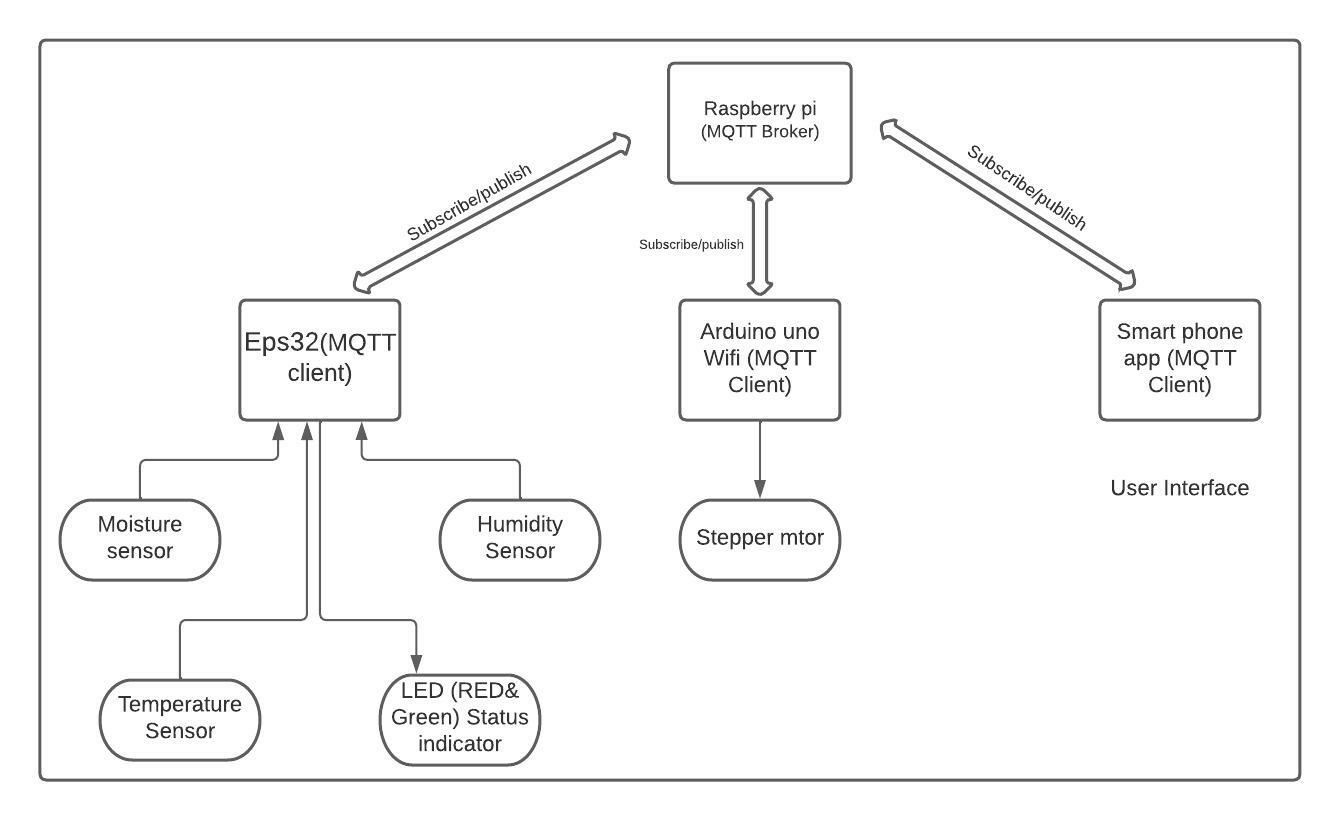 Raspberry pi
(MQTT Broker)
Subscribe/publish
Subscribe/publish
Subscribe/publish
Eps32(MQTT
client)
Arduino uno
Wifi (MQTT
Client)
Smart phone
app (MQTT
Client)
User Interface
Moisture
sensor
Humidity
Sensor
Stepper mtor
Temperature
Sensor
LED (RED&
Green) Status
indicator